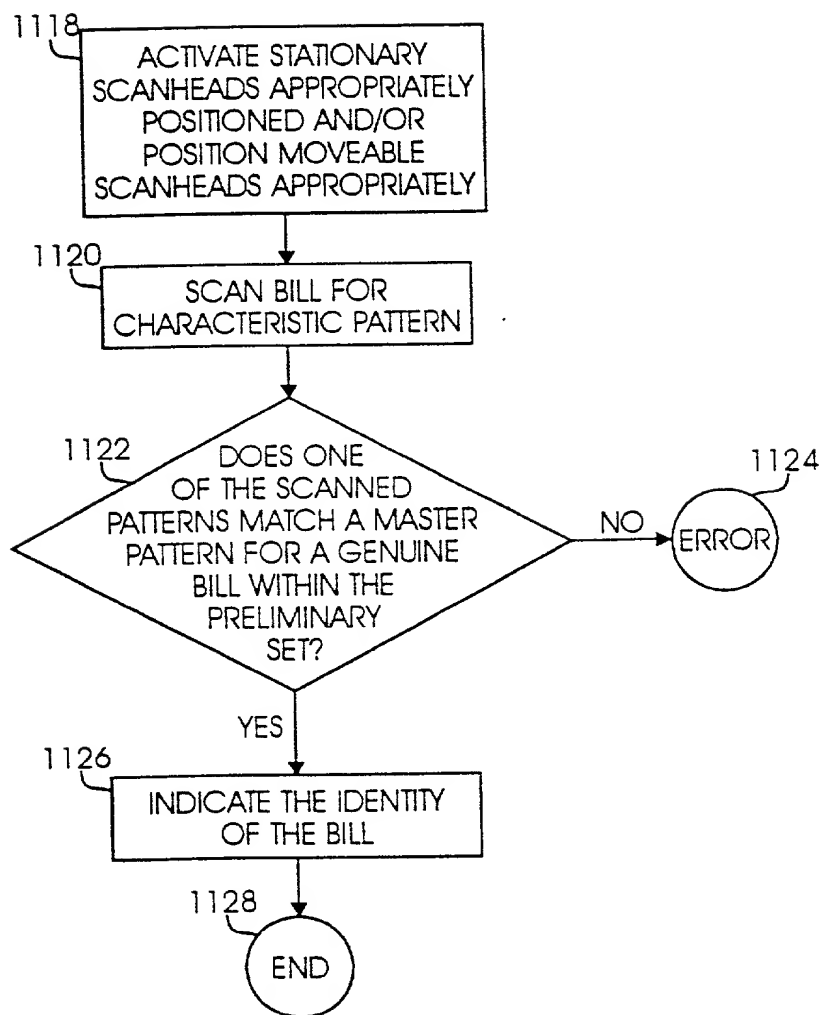 1118
ACTIVATE STATIONARY
SCANHEADS APPROPRIATELY
POSITIONED AND/OR
POSITION MOVEABLE
SCANHEADS APPROPRIATELY
1120
SCAN BILL FOR
CHARACTERISTIC PATTERN
1122
DOES ONE
OF THE SCANNED
PATTERNS MATCH A MASTER
PATTERN FOR A GENUINE
BILL WITHIN THE
PRELIMINARY
SET?
NO
1124
ERROR
YES
1126
INDICATE THE IDENTITY
OF THE BILL
1128
END